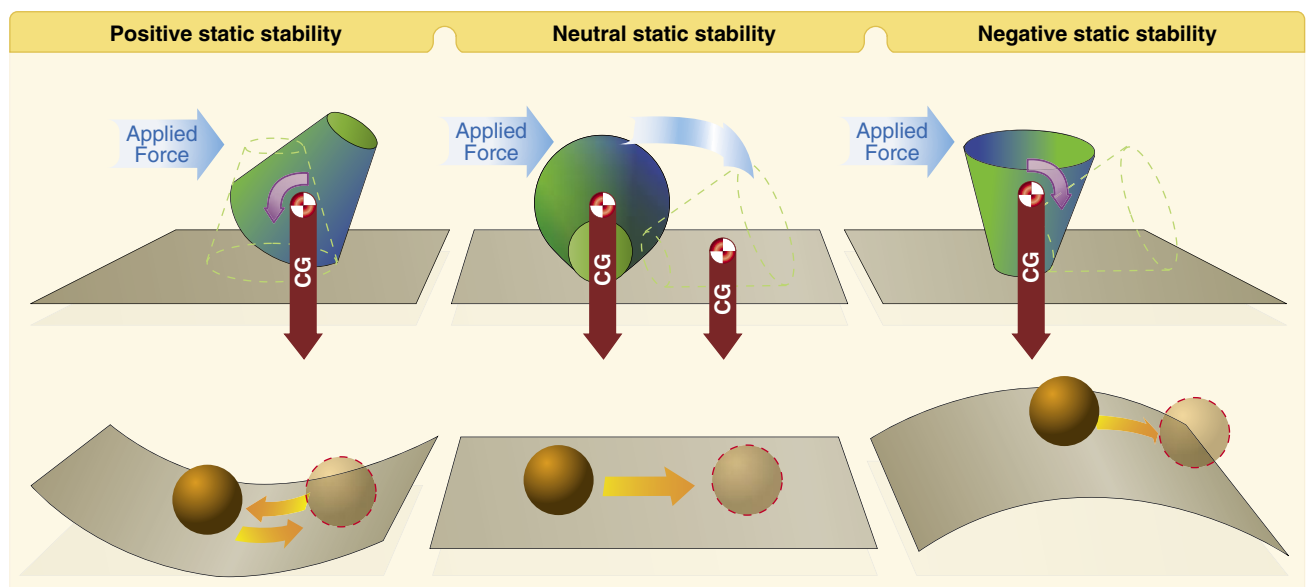 Positive static stability
Neutral static stability
Negative static stability
Applied
Force
Applied
Force
Applied
Force
CG
CG
CG
CG